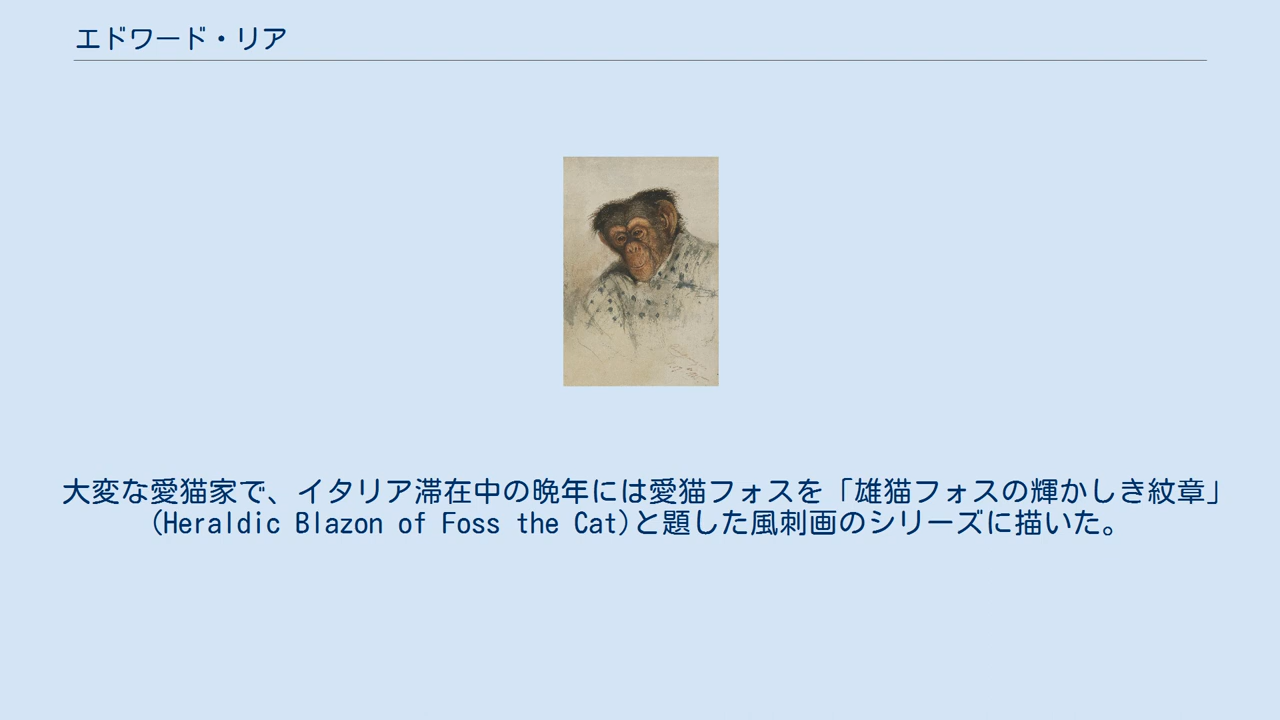 エドワード・リア
大変な愛猫家で、イタリア滞在中の晩年には愛猫フォスを「雄猫フォスの輝かしき紋章」
(Heraldic Blazon of Foss the Cat)と題した風刺画のシリーズに描いた。